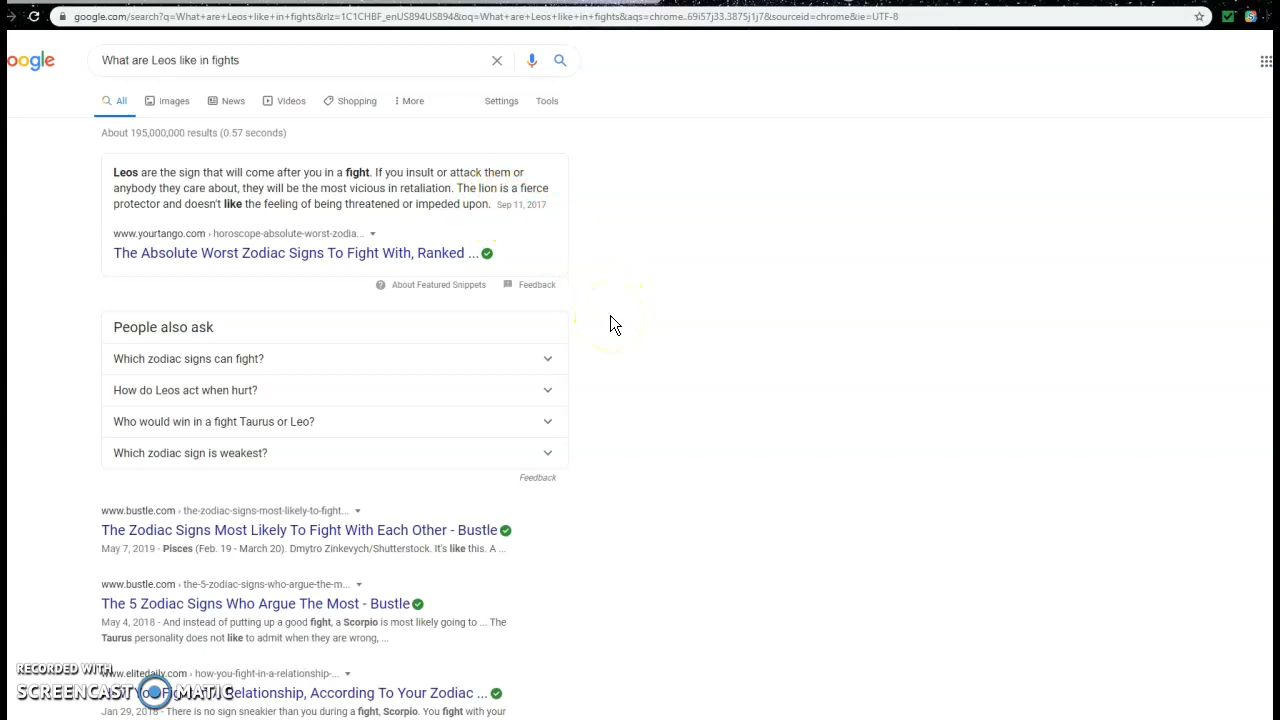 google.com/search?q=What+are+Leos+like+in+fights&rlz=1C1CHBF_enUS894US894&oq=What+are+Leos+like+in+fights&aqs=chrome..69i57j33.3875j1j7&sourceid=chrome&ie=UTF-8
oogle
What are Leos like in fights
All Images News Videos Shopping More Settings Tools
About 195,000,000 results (0.57 seconds)
Leos are the sign that will come after you in a fight. If you insult or attack them or
anybody they care about, they will be the most vicious in retaliation. The lion is a fierce
protector and doesn't like the feeling of being threatened or impeded upon. Sep 11, 2017
www.yourtango.com › horoscope-absolute-worst-zodia...
The Absolute Worst Zodiac Signs To Fight With, Ranked ...
About Featured Snippets Feedback
People also ask
Which zodiac signs can fight?
How do Leos act when hurt?
Who would win in a fight Taurus or Leo?
Which zodiac sign is weakest?
Feedback
www.bustle.com › the-zodiac-signs-most-likely-to-fight...
The Zodiac Signs Most Likely To Fight With Each Other - Bustle
May 7, 2019 - Pisces (Feb. 19 - March 20). Dmytro Zinkevych/Shutterstock. It's like this. A ...
www.bustle.com › the-5-zodiac-signs-who-argue-the-m...
The 5 Zodiac Signs Who Argue The Most - Bustle
May 4, 2018 - And instead of putting up a good fight, a Scorpio is most likely going to ... The
Taurus personality does not like to admit when they are wrong, ...
www.elitedaily.com › how-you-fight-in-a-relationship-...
Relationship, According To Your Zodiac ...
Jan 29, 2018 - There is no sign sneakier than you during a fight, Scorpio. You fight with your
RECORDED WITH
SCREENCAST MATIC